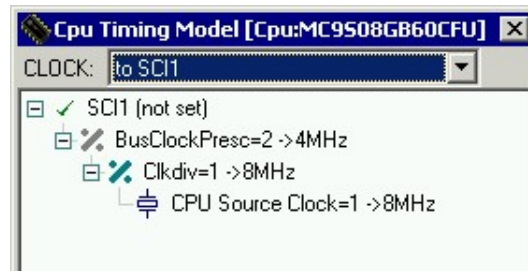 Cpu Timing Model [Cpu:MC9S08GB60CFU]
CLOCK: to SCI1
SCI1 (not set)
BusClockPresc=2 ->4MHz
Clkdiv=1 ->8MHz
CPU Source Clock=1 ->8MHz